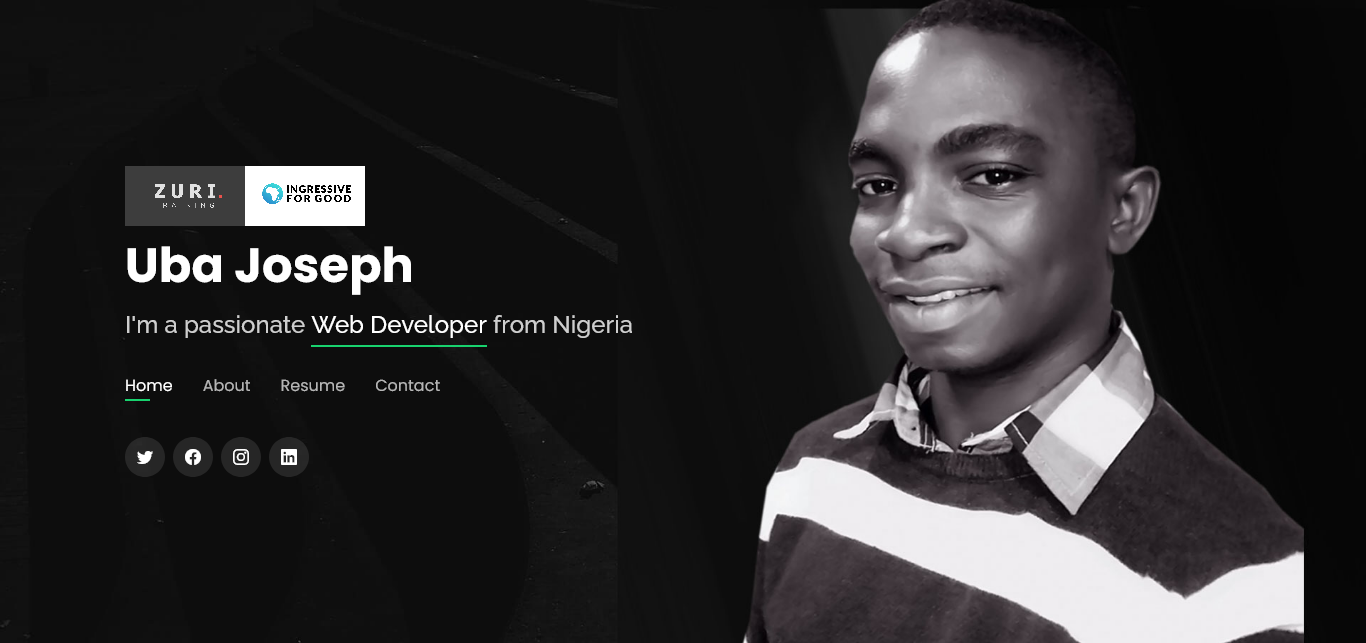 ZURI.
TRAINING
INGRESSIVE
FOR GOOD
Uba Joseph
I'm a passionate Web Developer from Nigeria
Home About Resume Contact